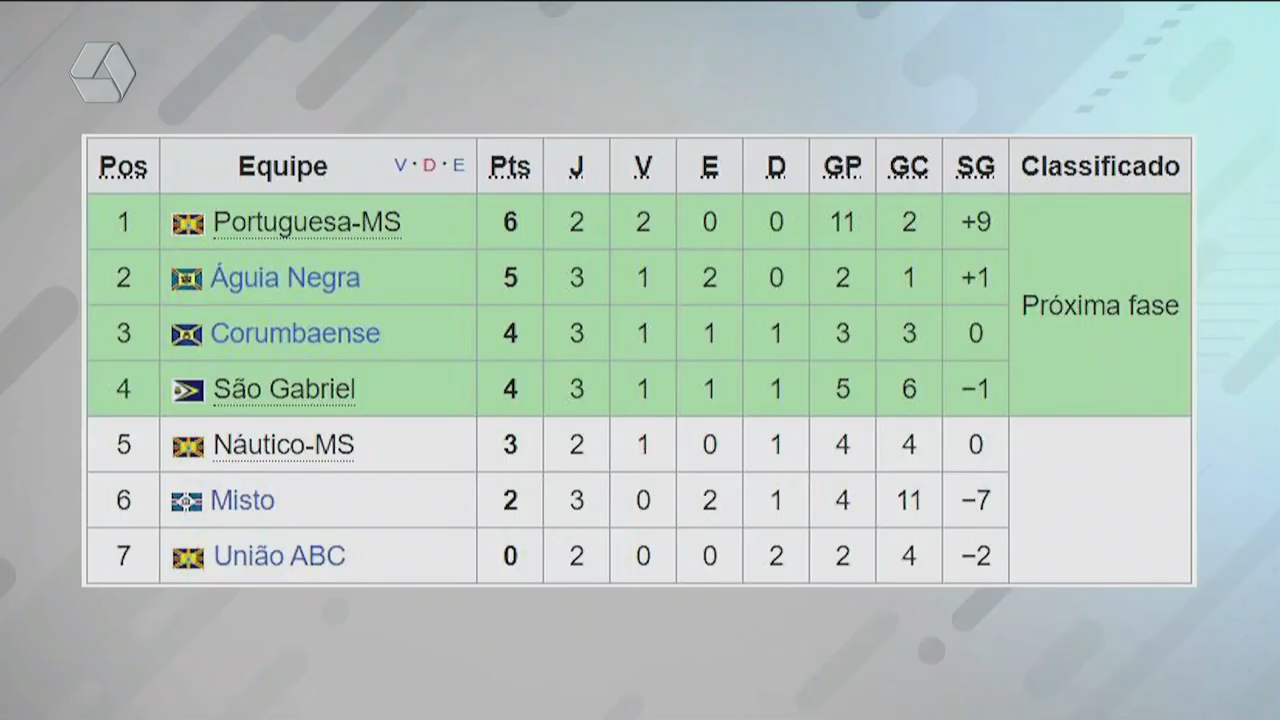 Pos Equipe V · D · E Pts J V E D GP GC SG Classificado
1 Portuguesa-MS 6 2 2 0 0 11 2 +9
2 Águia Negra 5 3 1 2 0 2 1 +1
Próxima fase
3 Corumbaense 4 3 1 1 1 3 3 0
4 São Gabriel 4 3 1 1 1 5 6 −1
5 Náutico-MS 3 2 1 0 1 4 4 0
6 Misto 2 3 0 2 1 4 11 −7
7 União ABC 0 2 0 0 2 2 4 −2